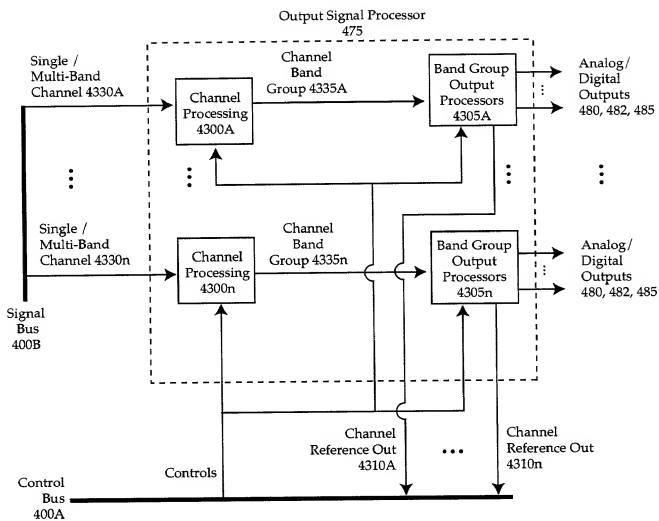 Output Signal Processor
475
Single /
Multi-Band
Channel 4330A
Channel
Processing
4300A
Channel
Band
Group 4335A
Band Group
Output
Processors
4305A
Analog/
Digital
Outputs
480, 482, 485
Single /
Multi-Band
Channel 4330n
Channel
Processing
4300n
Channel
Band
Group 4335n
Band Group
Output
Processors
4305n
Analog/
Digital
Outputs
480, 482, 485
Signal
Bus
400B
Controls
Channel
Reference Out
4310A
Channel
Reference Out
4310n
Control
Bus
400A